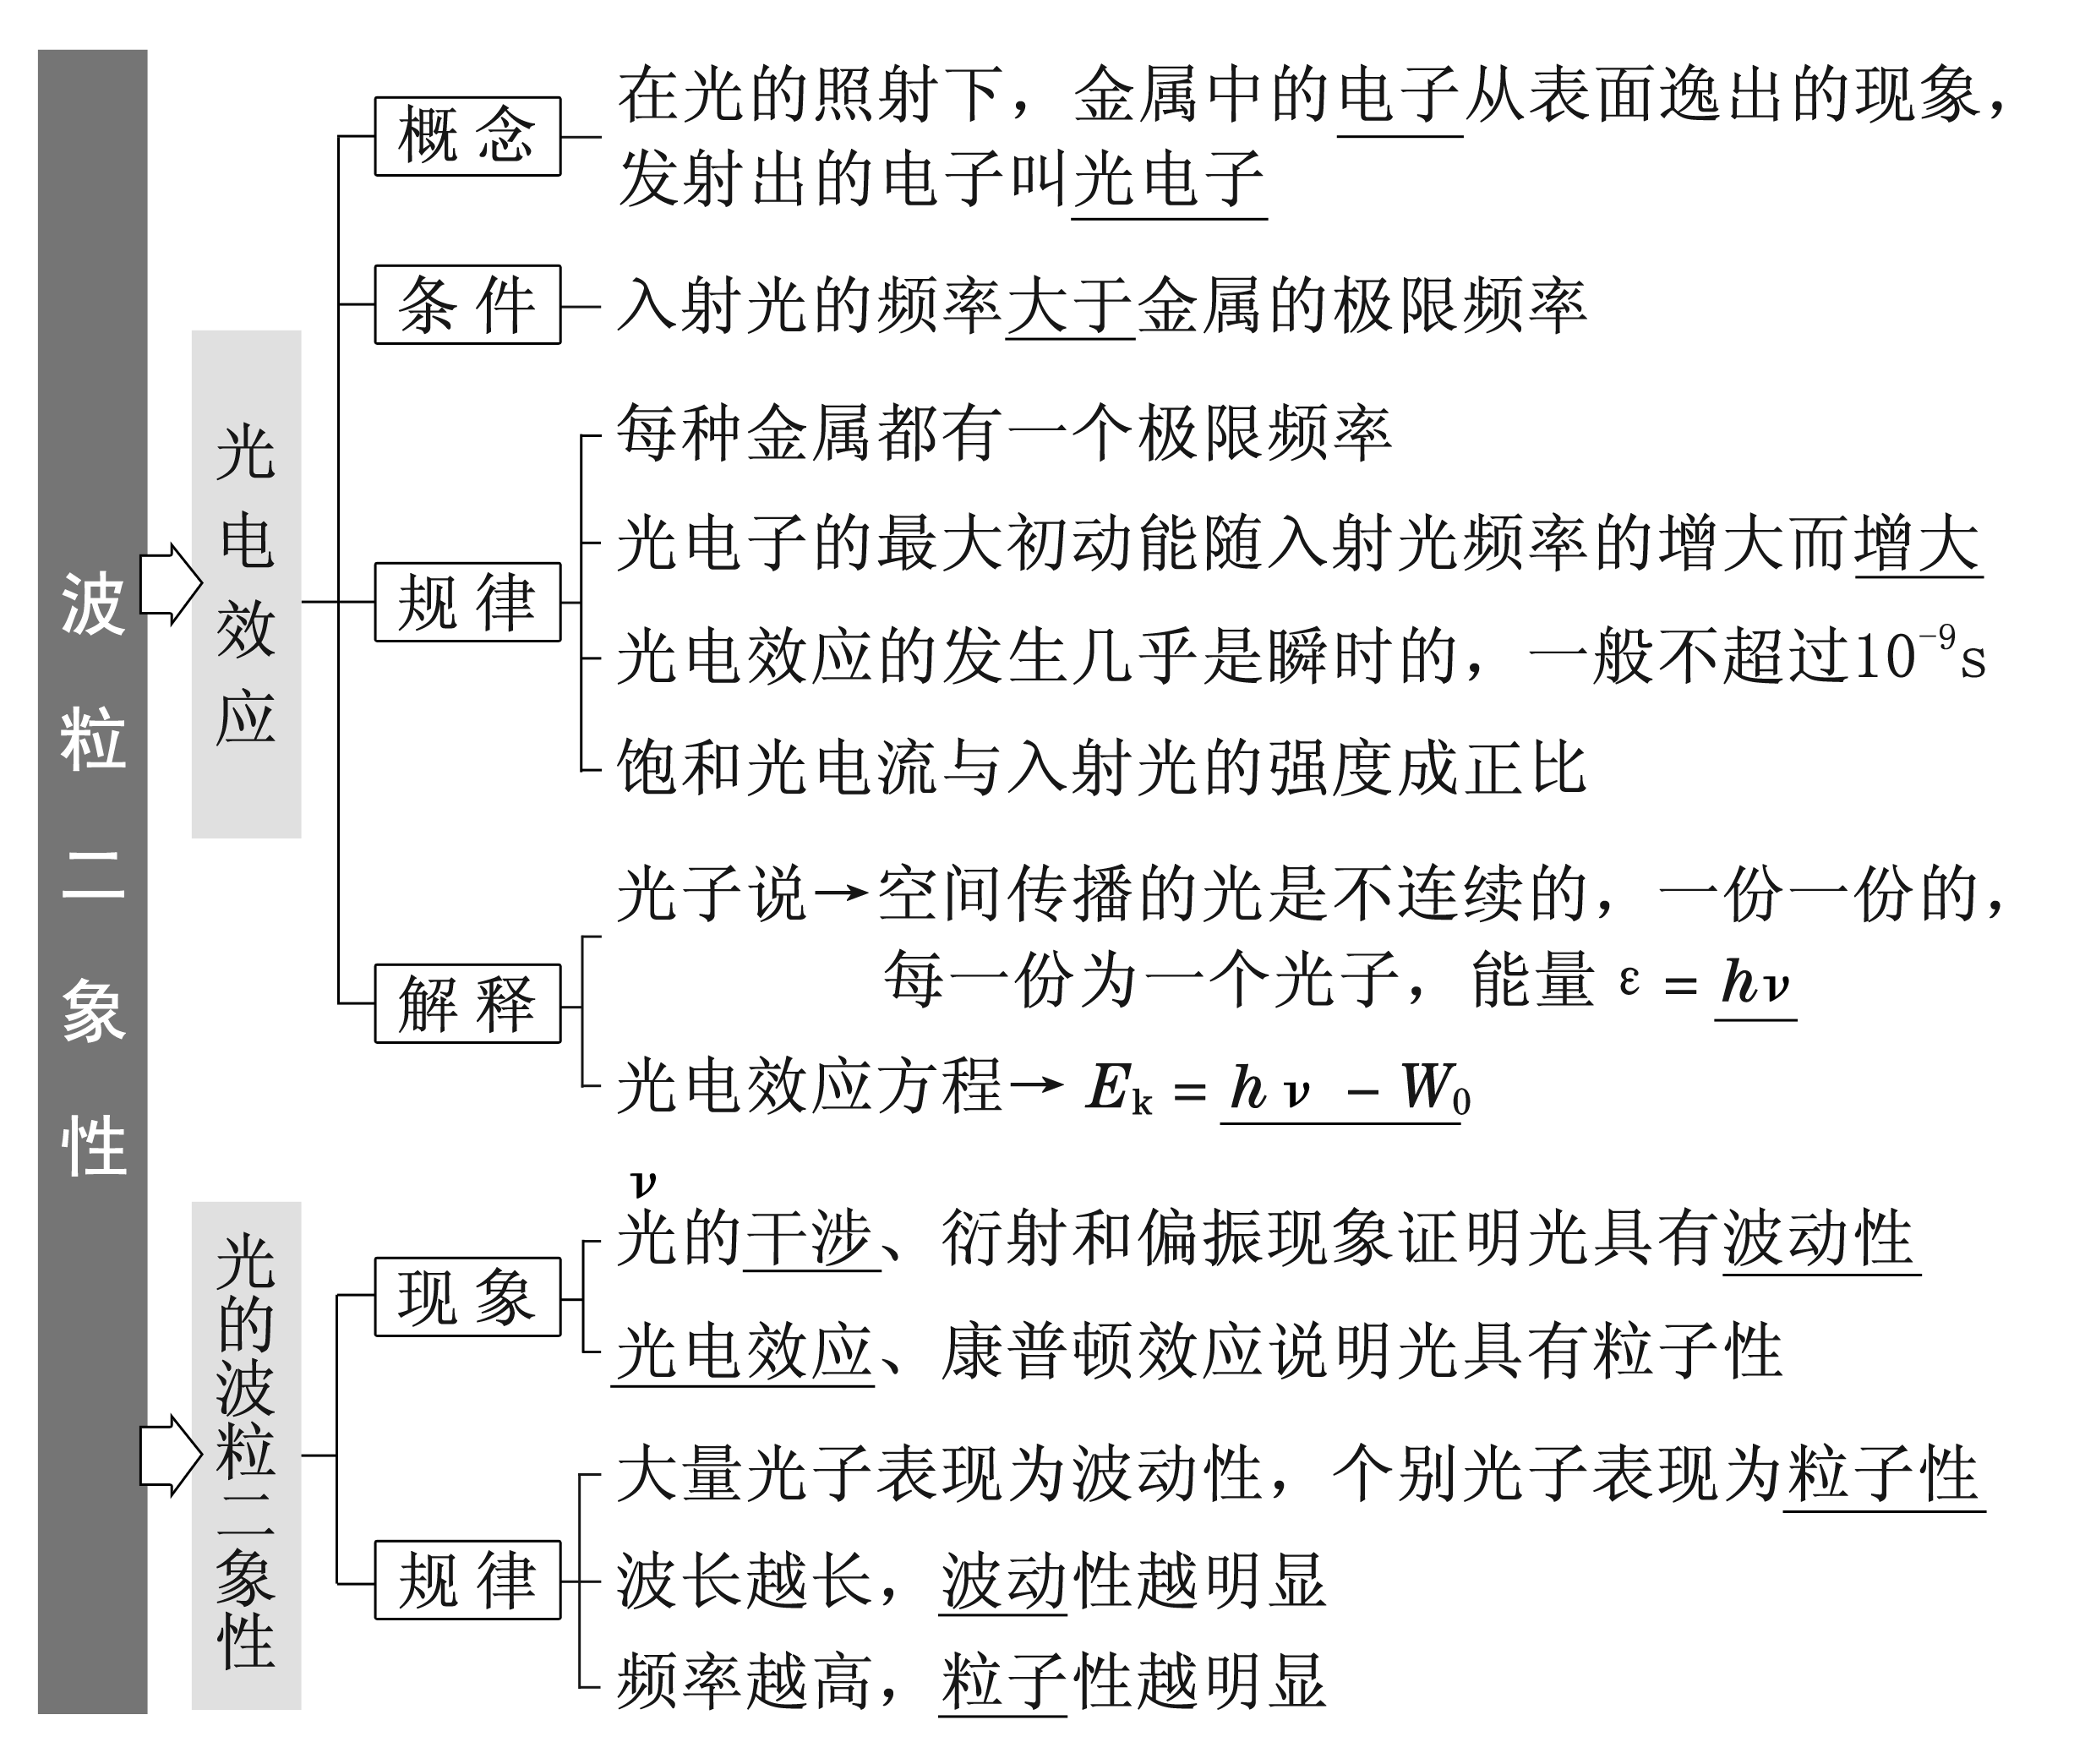 波粒二象性
光电效应
概念
在光的照射下，金属中的电子从表面逸出的现象，
发射出的电子叫光电子
条件
入射光的频率大于金属的极限频率
规律
每种金属都有一个极限频率
光电子的最大初动能随入射光频率的增大而增大
光电效应的发生几乎是瞬时的，一般不超过10⁻⁹s
饱和光电流与入射光的强度成正比
解释
光子说→空间传播的光是不连续的，一份一份的，
每一份为一个光子，能量 ε = hν
光电效应方程→ Eₖ = hν − W₀
ν
光的波粒二象性
现象
光的干涉、衍射和偏振现象证明光具有波动性
光电效应、康普顿效应说明光具有粒子性
规律
大量光子表现为波动性，个别光子表现为粒子性
波长越长，波动性越明显
频率越高，粒子性越明显